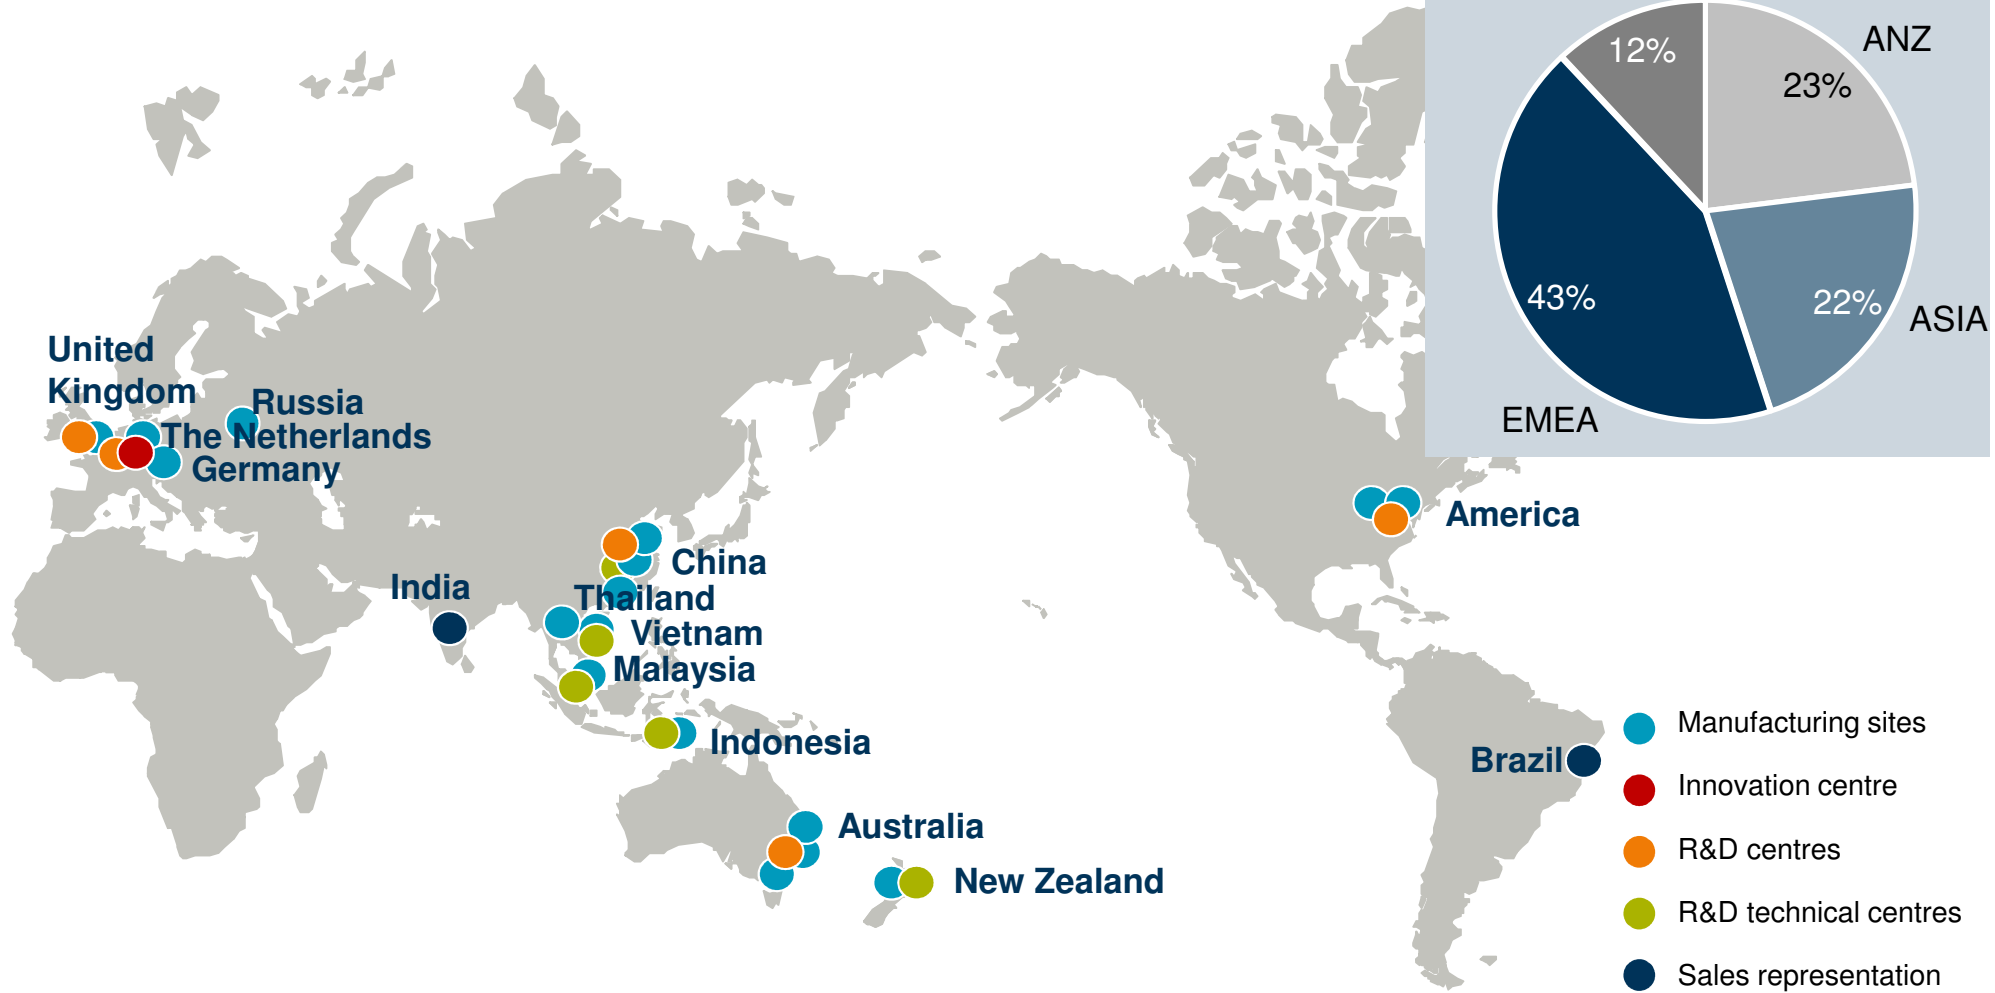 12%
ANZ
23%
43%
22%
ASIA
EMEA
United
Kingdom
Russia
The Netherlands
Germany
America
China
India
Thailand
Vietnam
Malaysia
Indonesia
Brazil
Australia
New Zealand
Manufacturing sites
Innovation centre
R&D centres
R&D technical centres
Sales representation